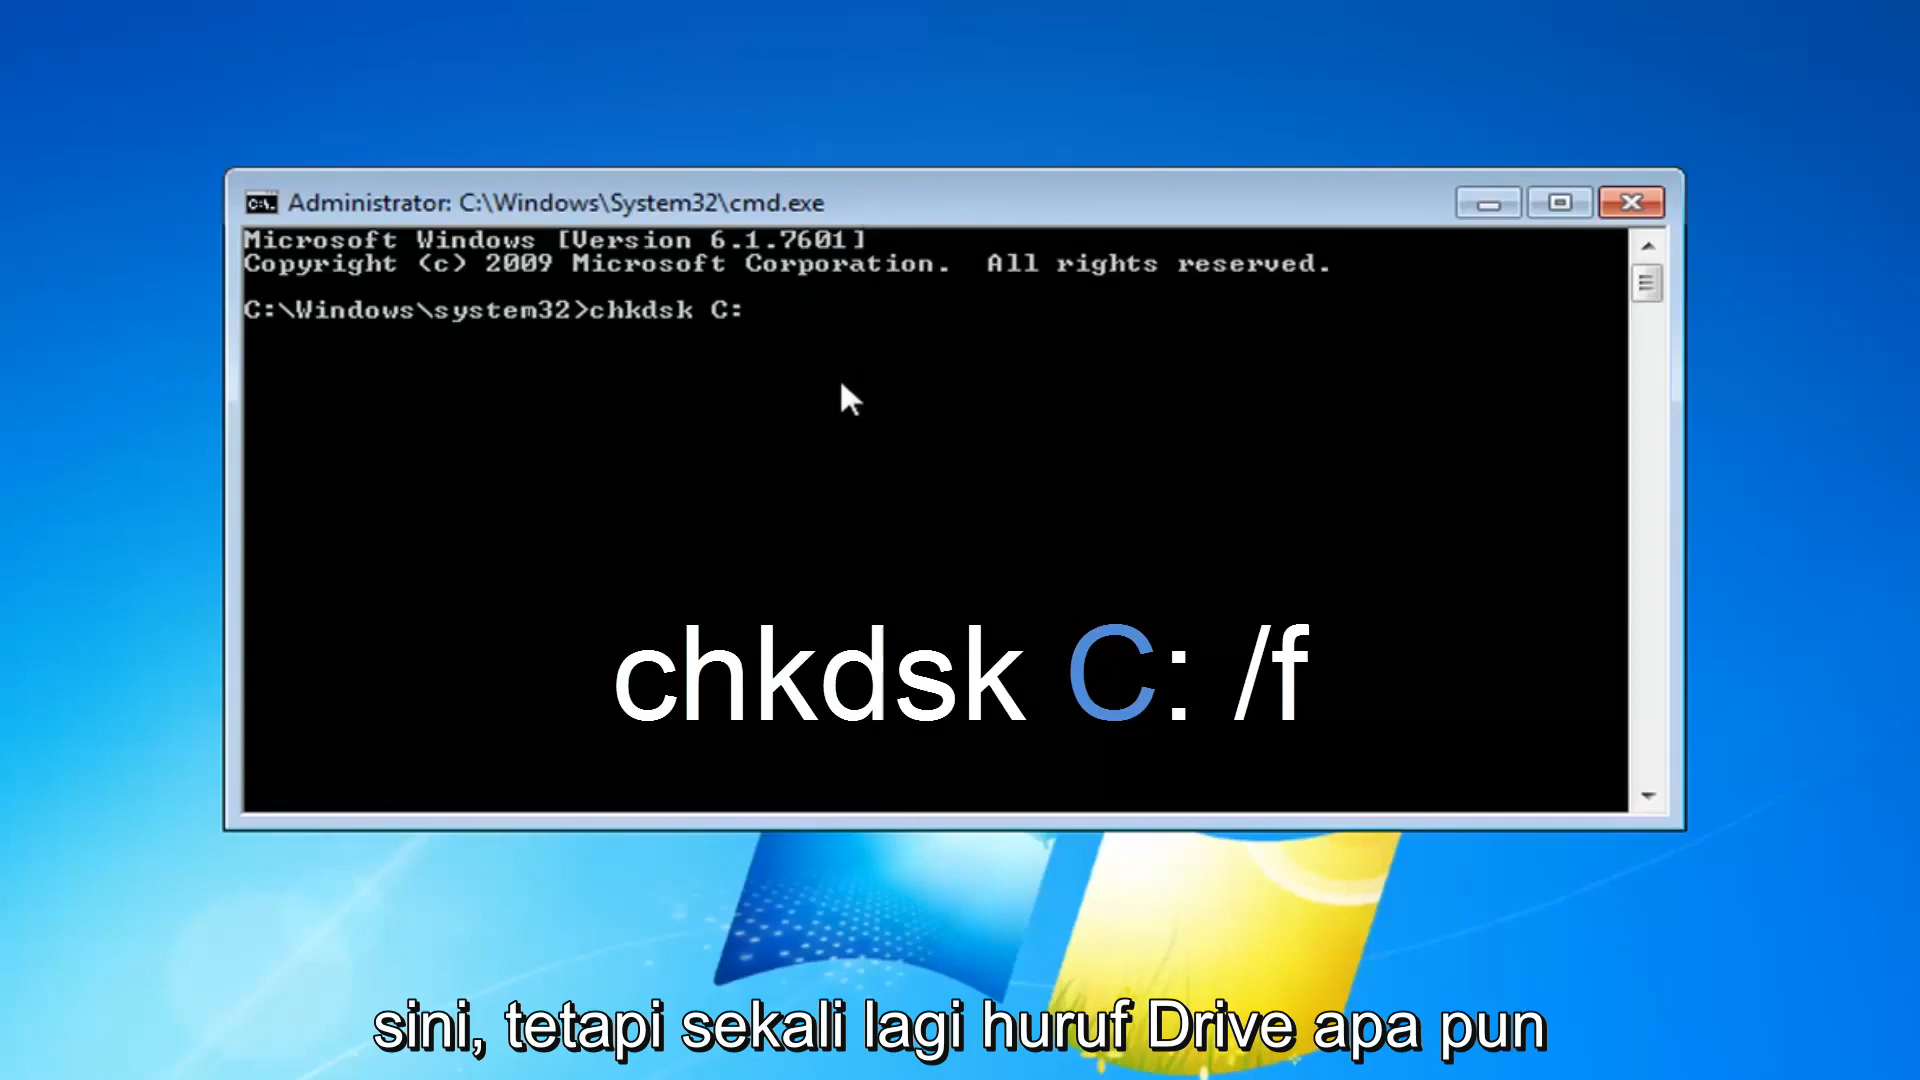 Administrator: C:\Windows\System32\cmd.exe
Microsoft Windows [Version 6.1.7601]
Copyright (c) 2009 Microsoft Corporation.  All rights reserved.
C:\Windows\system32>chkdsk C:
chkdsk C: /f
sini, tetapi sekali lagi huruf Drive apa pun